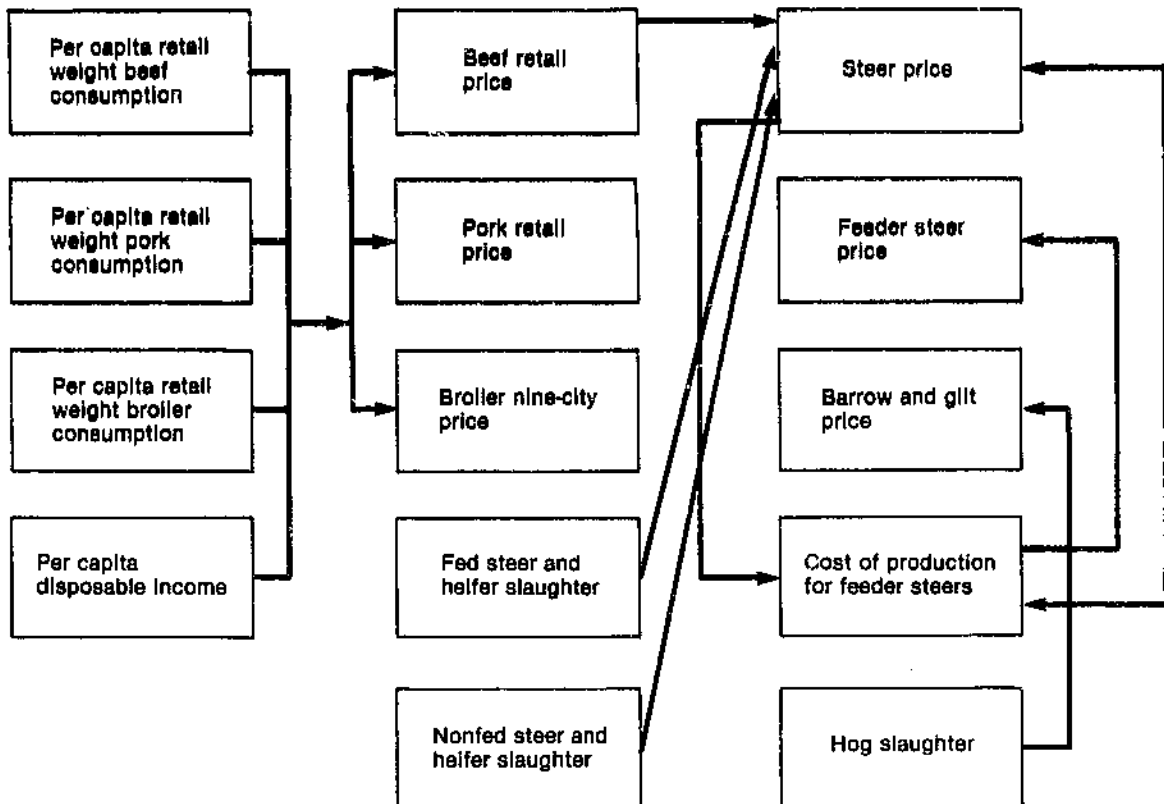 Per capita retail
weight beef
consumption
Beef retail
price
Steer price
Per capita retail
weight pork
consumption
Pork retail
price
Feeder steer
price
Per capita retail
weight broiler
consumption
Broiler nine-city
price
Barrow and gilt
price
Per capita
disposable income
Fed steer and
heifer slaughter
Cost of production
for feeder steers
Nonfed steer and
heifer slaughter
Hog slaughter